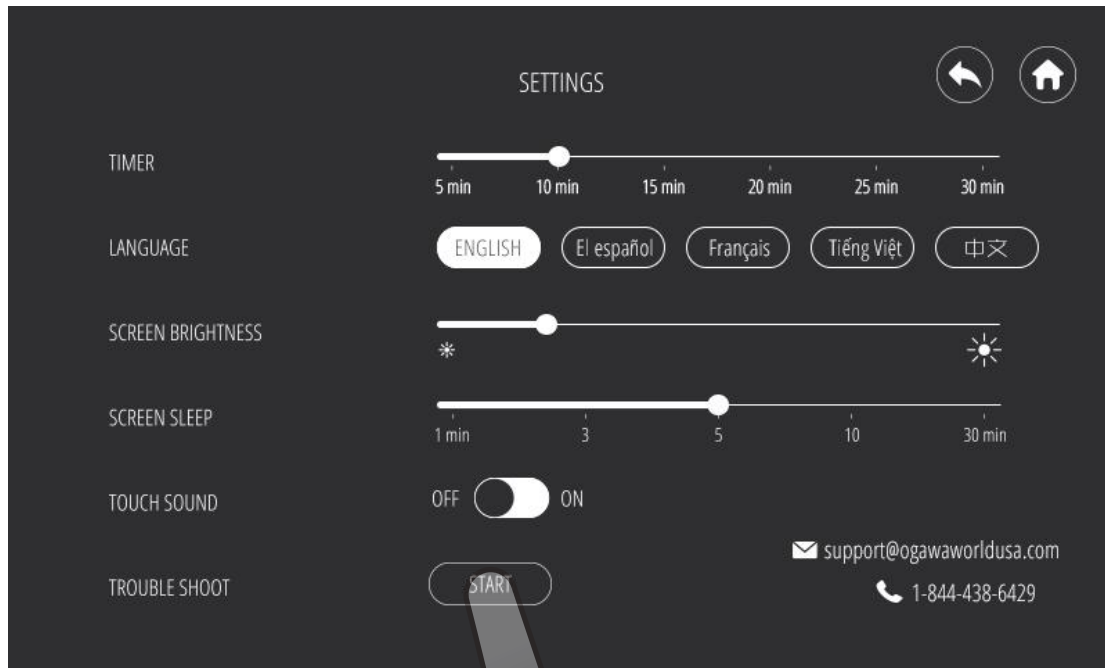 SETTINGS
TIMER
5 min 10 min 15 min 20 min 25 min 30 min
LANGUAGE
ENGLISH El español Français Tiếng Việt 中文
SCREEN BRIGHTNESS
SCREEN SLEEP
1 min 3 5 10 30 min
TOUCH SOUND
OFF ON
support@ogawaworldusa.com
TROUBLE SHOOT
START
1-844-438-6429